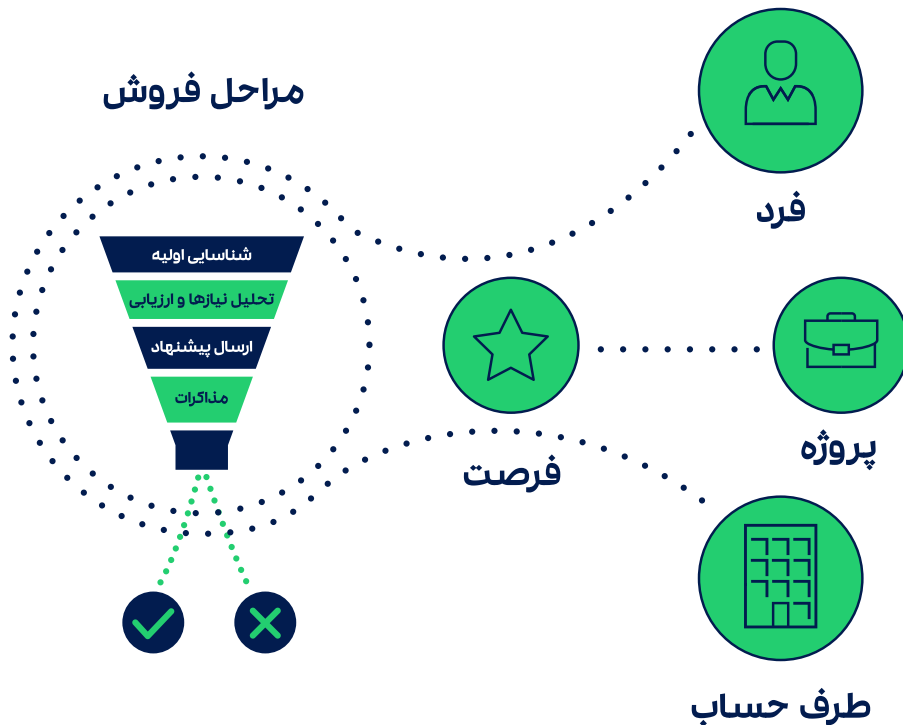 مراحل فروش
شناسایی اولیه
تحلیل نیازها و ارزیابی
ارسال پیشنهاد
مذاکرات
فرد
فرصت
پروژه
طرف حساب